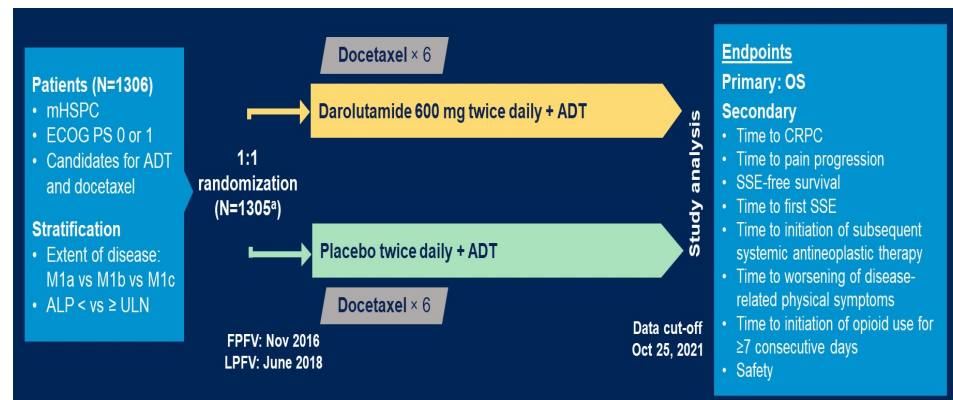 Patients (N=1306)
• mHSPC
• ECOG PS 0 or 1
• Candidates for ADT
and docetaxel
Stratification
• Extent of disease:
M1a vs M1b vs M1c
• ALP < vs ≥ ULN
1:1
randomization
(N=1305ª)
FPFV: Nov 2016
LPFV: June 2018
Docetaxel × 6
Darolutamide 600 mg twice daily + ADT
Placebo twice daily + ADT
Docetaxel × 6
Study analysis
Data cut-off
Oct 25, 2021
Endpoints
Primary: OS
Secondary
• Time to CRPC
• Time to pain progression
• SSE-free survival
• Time to first SSE
• Time to initiation of subsequent
systemic antineoplastic therapy
• Time to worsening of disease-
related physical symptoms
• Time to initiation of opioid use for
≥7 consecutive days
• Safety